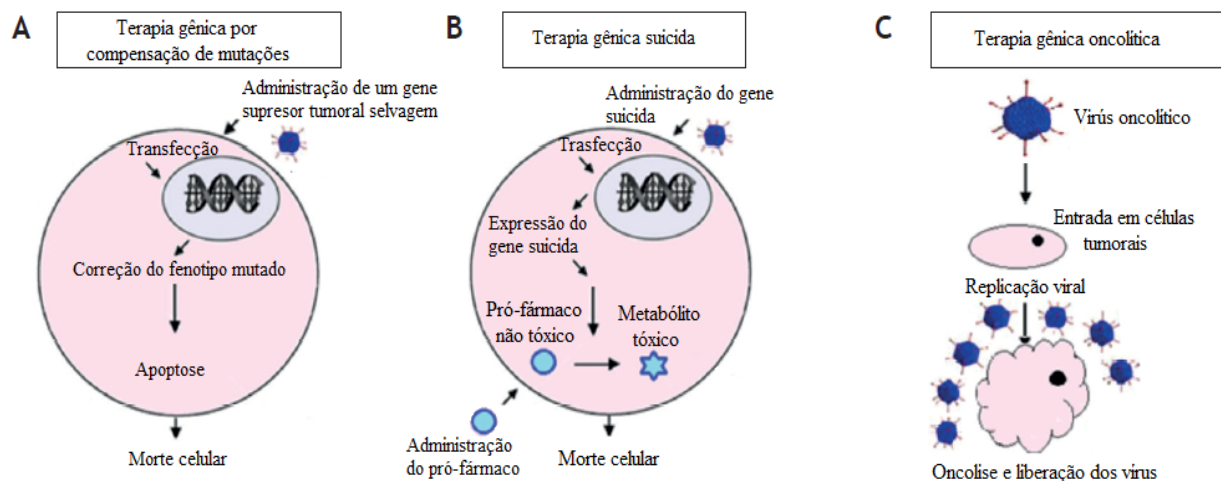 A
Terapia gênica por
compensação de mutações
Administração de um gene
supresor tumoral selvagem
Transfecção
Correção do fenotipo mutado
Apoptose
Morte celular
B
Terapia gênica suicida
Administração do gene
suicida
Trasfecção
Expressão do
gene suicida
Pró-fármaco
não tóxico
Metabólito
tóxico
Administração
do pró-fármaco
Morte celular
C
Terapia gênica oncolítica
Virús oncolítico
Entrada em células
tumorais
Replicação viral
Oncolise e liberação dos virus